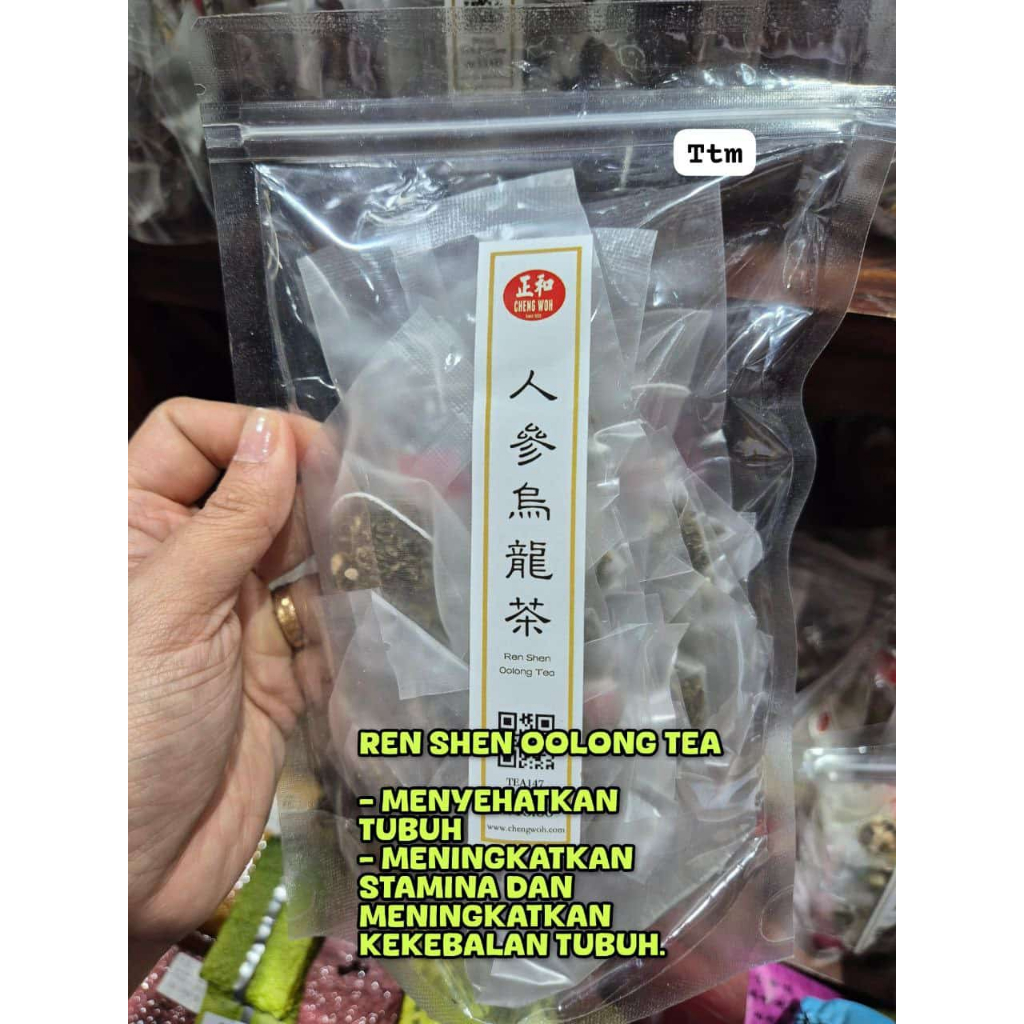 Ttm
正和
CHENG WOH
人參烏龍茶
Ren Shen
Oolong Tea
REN SHEN OOLONG TEA
TEA147
- MENYEHATKAN
TUBUH
www.chengwoh.com
- MENINGKATKAN
STAMINA DAN
MENINGKATKAN
KEKEBALAN TUBUH.